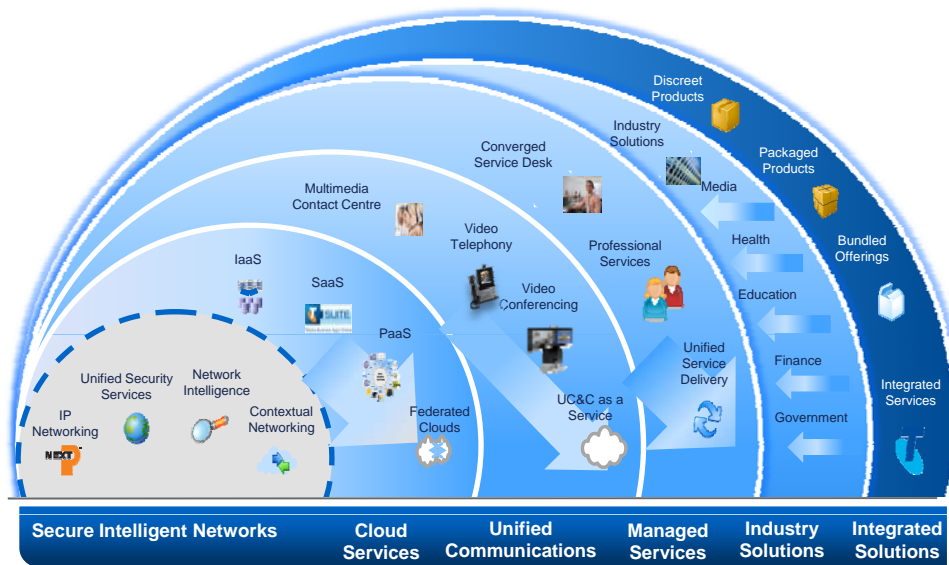 Discreet
Products
Industry
Solutions
Converged
Service Desk
Packaged
Products
Media
Multimedia
Contact Centre
Video
Telephony
Professional
Services
Health
Bundled
Offerings
IaaS
SaaS
SUITE
Video
Conferencing
Education
PaaS
Unified
Service
Delivery
Finance
Unified Security
Services
Network
Intelligence
Integrated
Services
IP
Networking
NEXT
Contextual
Networking
Federated
Clouds
UC&C as a
Service
Government
Secure Intelligent Networks
Cloud
Services
Unified
Communications
Managed
Services
Industry
Solutions
Integrated
Solutions